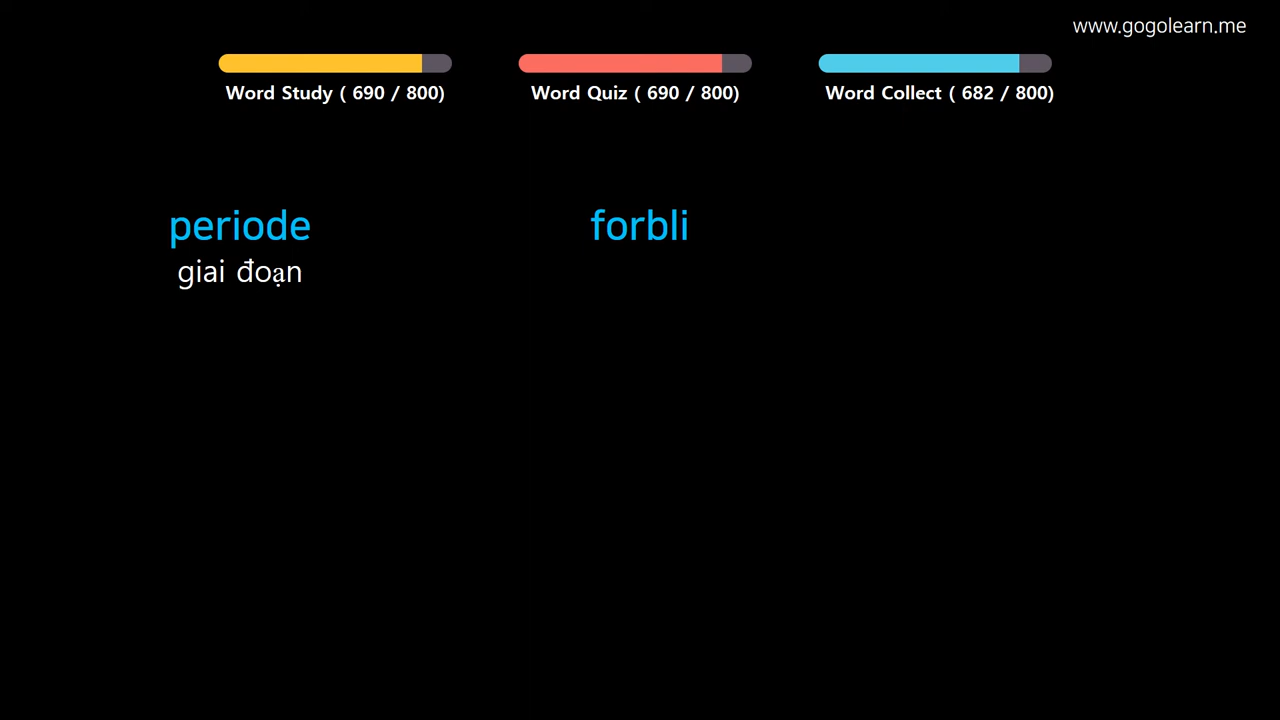 www.gogolearn.me
Word Study ( 690 / 800)
Word Quiz ( 690 / 800)
Word Collect ( 682 / 800)
periode
giai đoạn
forbli